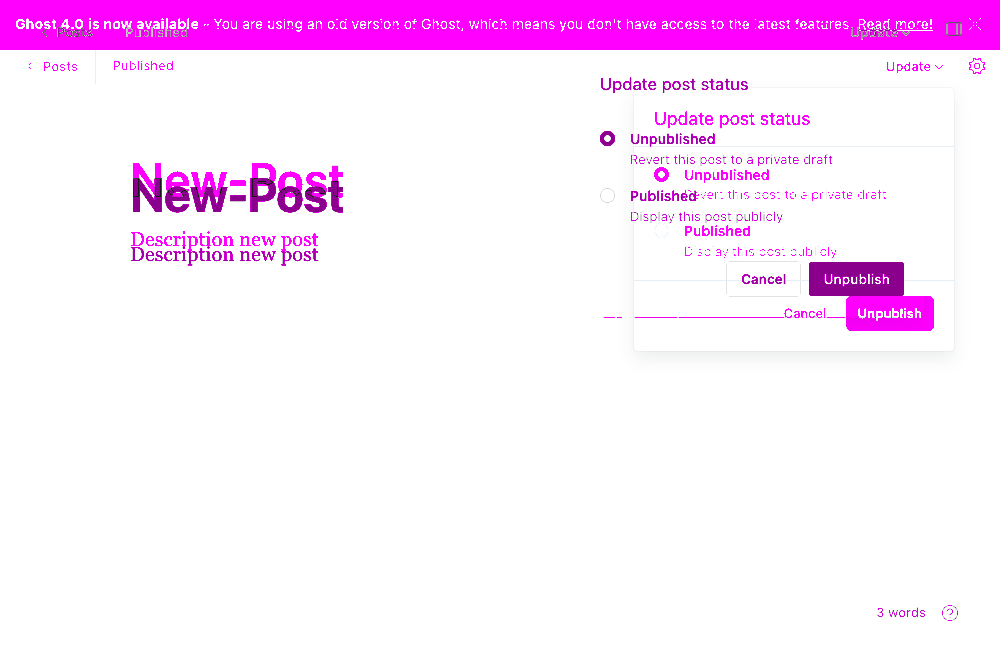 Ghost 4.0 is now available - You are using an old version of Ghost, which means you don't have access to the latest features. Read more!
Posts Published Update
Posts Published Update
Update post status
Update post status
Unpublished
Revert this post to a private draft
Unpublished
Revert this post to a private draft
Published
Display this post publicly
Published
Display this post publicly
Cancel Unpublish
Cancel Unpublish
New-Post
New-Post
Description new post
Description new post
3 words ?